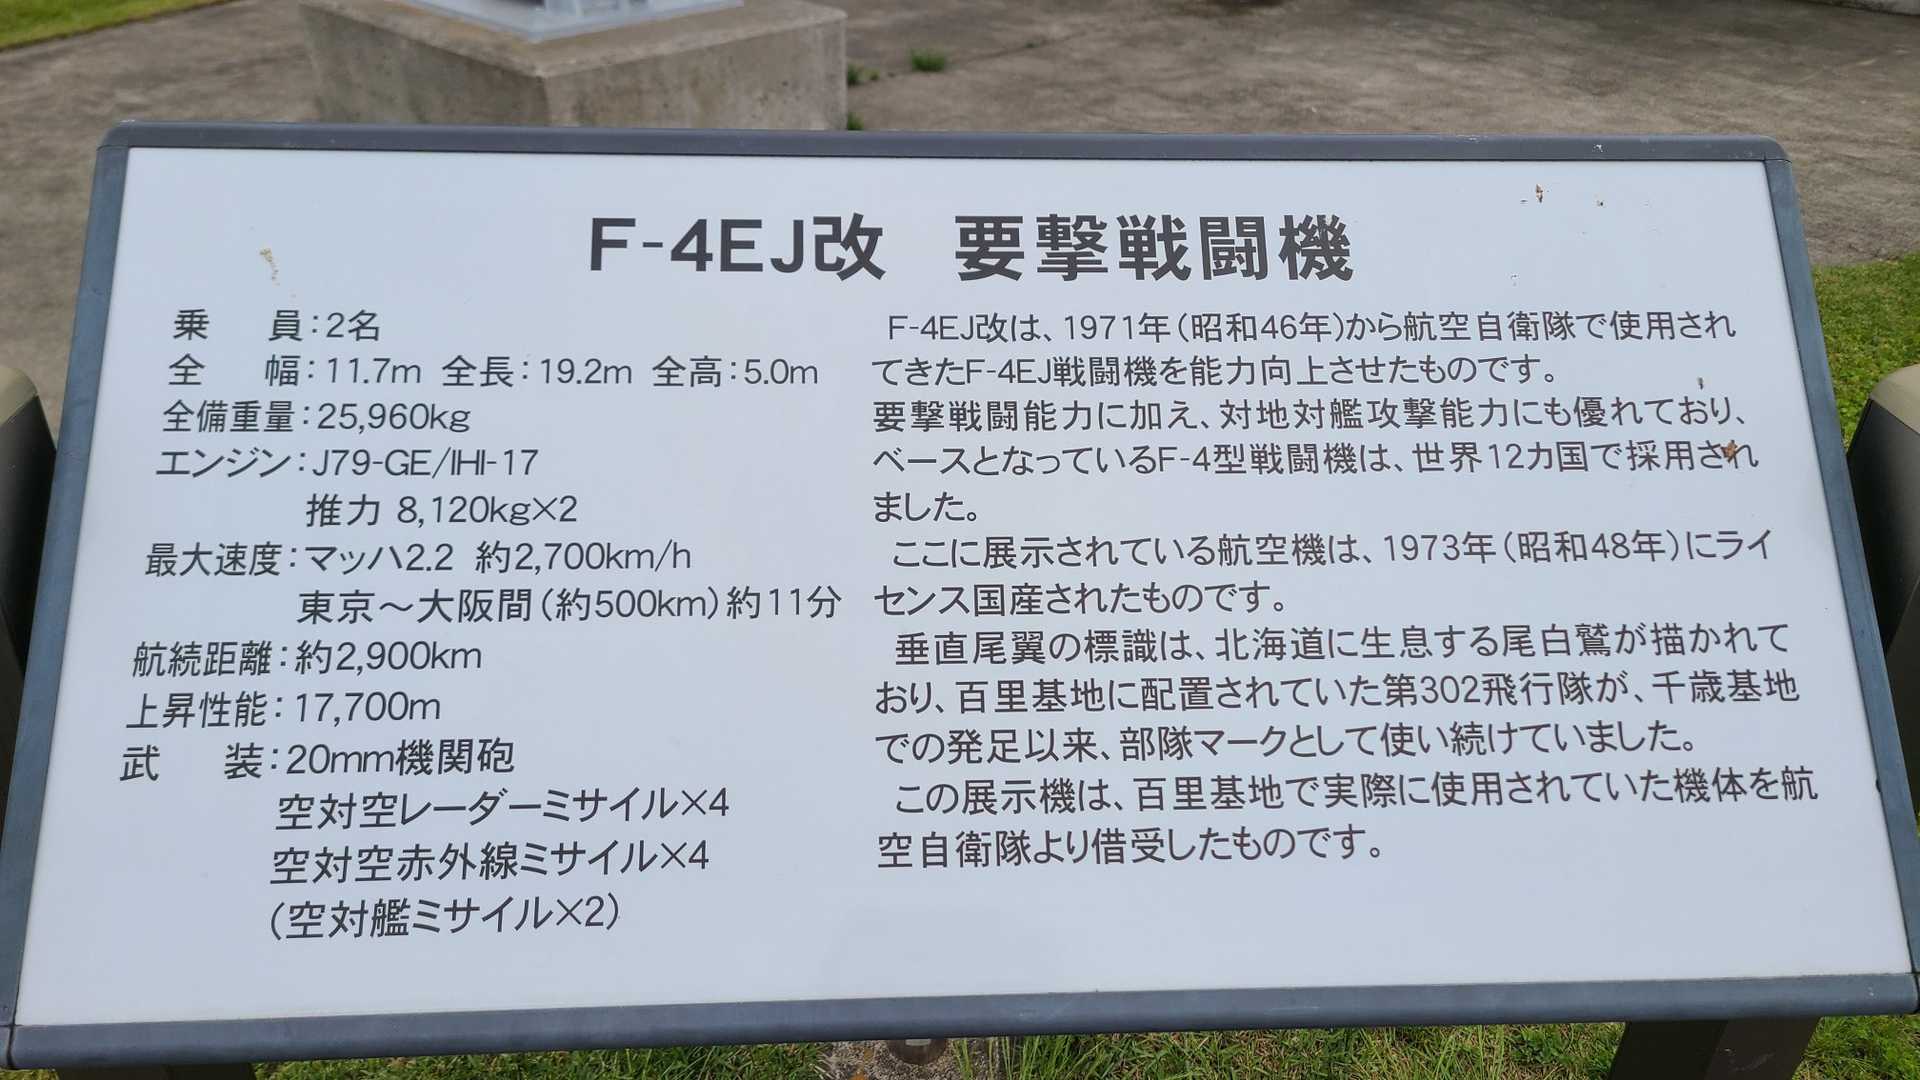 F-4EJ改　要撃戦闘機
乗　員：2名
全　幅：11.7m 全長：19.2m 全高：5.0m
全備重量：25,960kg
エンジン：J79-GE/IHI-17
推力 8,120kg×2
最大速度：マッハ2.2 約2,700km/h
東京～大阪間（約500km）約11分
航続距離：約2,900km
上昇性能：17,700m
武　装：20mm機関砲
空対空レーダーミサイル×4
空対空赤外線ミサイル×4
（空対艦ミサイル×2）
F-4EJ改は、1971年（昭和46年）から航空自衛隊で使用され
てきたF-4EJ戦闘機を能力向上させたものです。
要撃戦闘能力に加え、対地対艦攻撃能力にも優れており、
ベースとなっているF-4型戦闘機は、世界12カ国で採用され
ました。
ここに展示されている航空機は、1973年（昭和48年）にライ
センス国産されたものです。
垂直尾翼の標識は、北海道に生息する尾白鷲が描かれて
おり、百里基地に配置されていた第302飛行隊が、千歳基地
での発足以来、部隊マークとして使い続けていました。
この展示機は、百里基地で実際に使用されていた機体を航
空自衛隊より借受したものです。